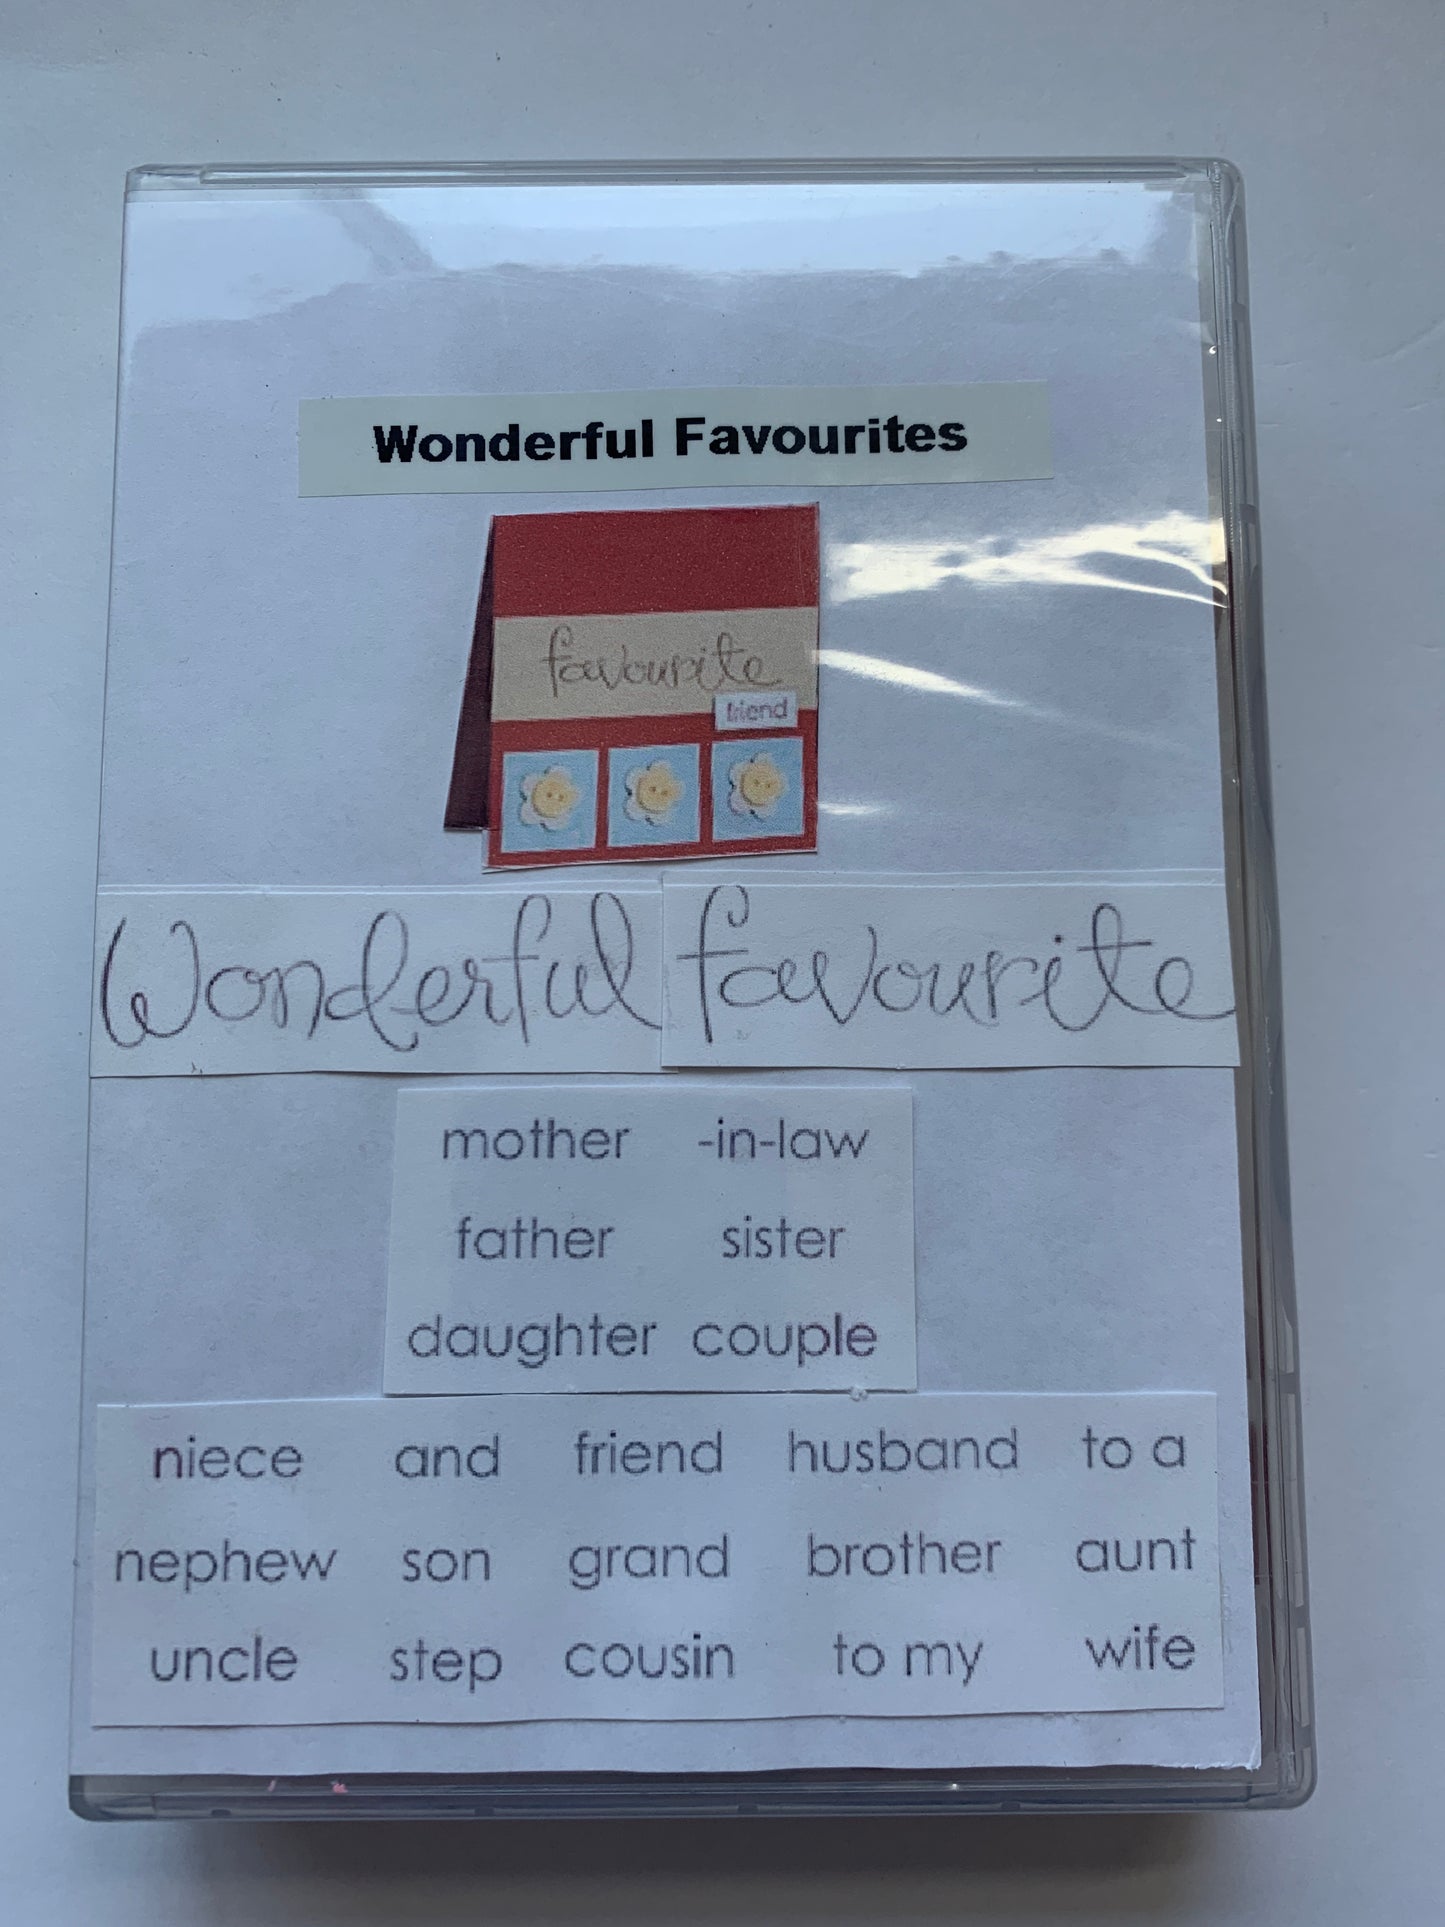 Wonderful Favourites
favourite
friend
Wonderful favourite
mother -in-law
father sister
daughter couple
niece and friend husband to a
nephew son grand brother aunt
uncle step cousin to my wife